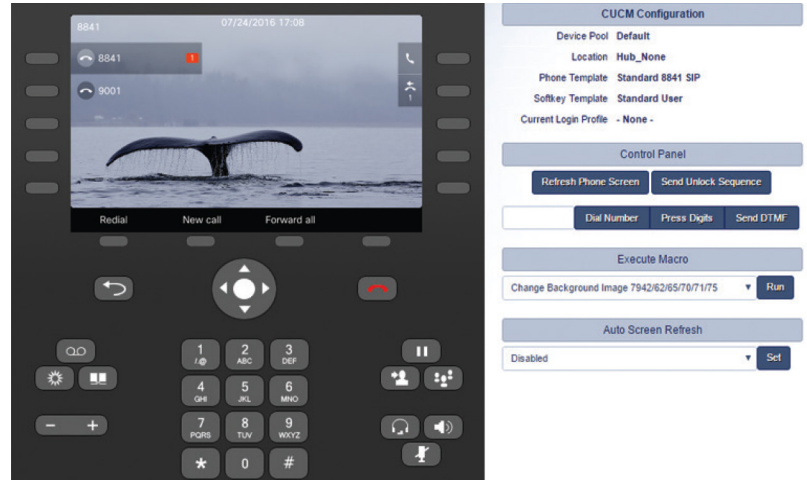 8841
07/24/2016 17:08
8841
1
9001
1
Redial
New call
Forward all
1
/.@
2
ABC
3
DEF
4
GHI
5
JKL
6
MNO
7
PQRS
8
TUV
9
WXYZ
*
0
#
CUCM Configuration
Device Pool Default
Location Hub_None
Phone Template Standard 8841 SIP
Softkey Template Standard User
Current Login Profile - None -
Control Panel
Refresh Phone Screen
Send Unlock Sequence
Dial Number
Press Digits
Send DTMF
Execute Macro
Change Background Image 7942/62/65/70/71/75
Run
Auto Screen Refresh
Disabled
Set